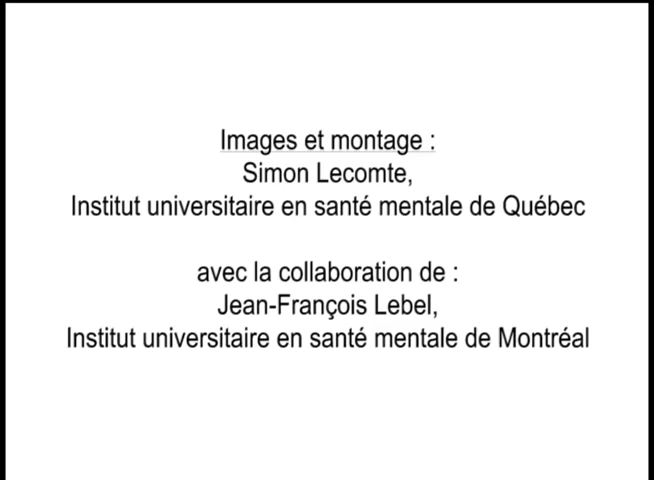 Images et montage :
Simon Lecomte,
Institut universitaire en santé mentale de Québec
avec la collaboration de :
Jean-François Lebel,
Institut universitaire en santé mentale de Montréal